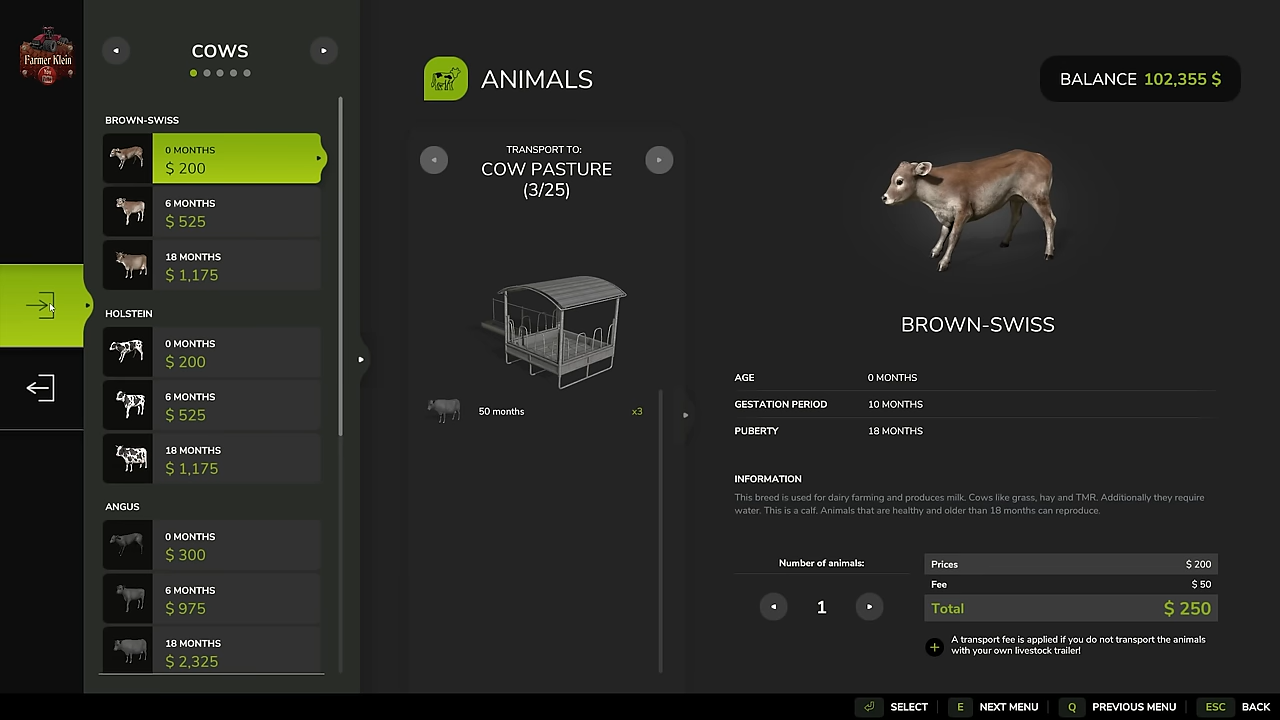 Farmer Klein
You
Tube
COWS
BROWN-SWISS
0 MONTHS
$ 200
6 MONTHS
$ 525
18 MONTHS
$ 1,175
HOLSTEIN
0 MONTHS
$ 200
6 MONTHS
$ 525
18 MONTHS
$ 1,175
ANGUS
0 MONTHS
$ 300
6 MONTHS
$ 975
18 MONTHS
$ 2,325
ANIMALS
BALANCE 102,355 $
TRANSPORT TO:
COW PASTURE
(3/25)
50 months x3
BROWN-SWISS
AGE 0 MONTHS
GESTATION PERIOD 10 MONTHS
PUBERTY 18 MONTHS
INFORMATION
This breed is used for dairy farming and produces milk. Cows like grass, hay and TMR. Additionally they require
water. This is a calf. Animals that are healthy and older than 18 months can reproduce.
Number of animals:
1
Prices $ 200
Fee $ 50
Total $ 250
A transport fee is applied if you do not transport the animals
with your own livestock trailer!
SELECT E NEXT MENU Q PREVIOUS MENU ESC BACK